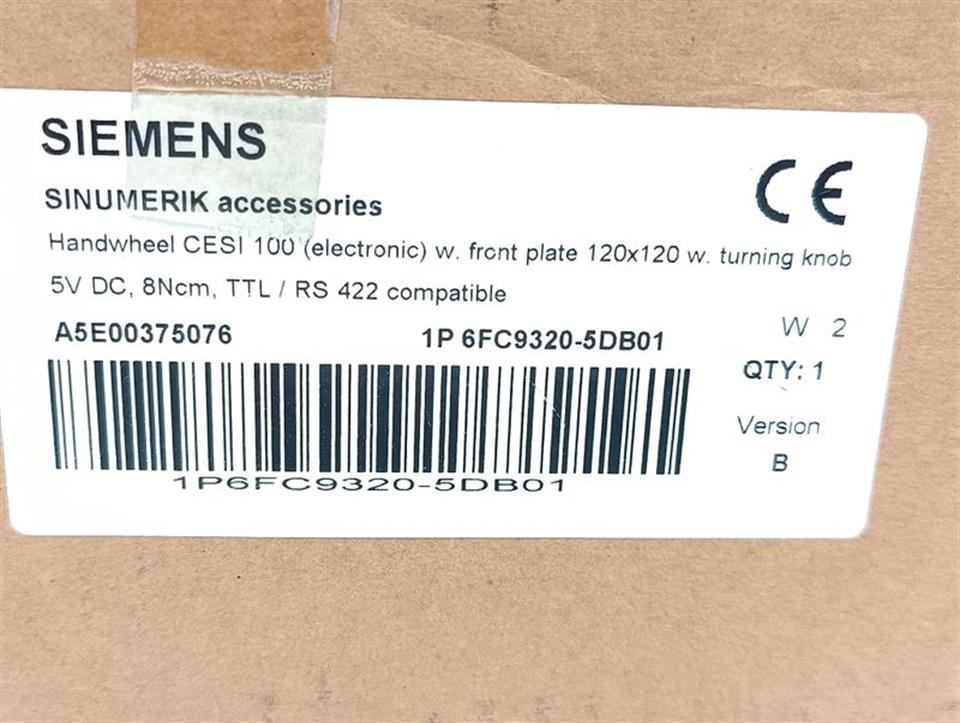 SIEMENS
CE
SINUMERIK accessories
Handwheel CESI 100 (electronic) w. front plate 120x120 w. turning knob
5V DC, 8Ncm, TTL / RS 422 compatible
A5E00375076 1P 6FC9320-5DB01
W 2
QTY: 1
Version
B
1P6FC9320-5DB01